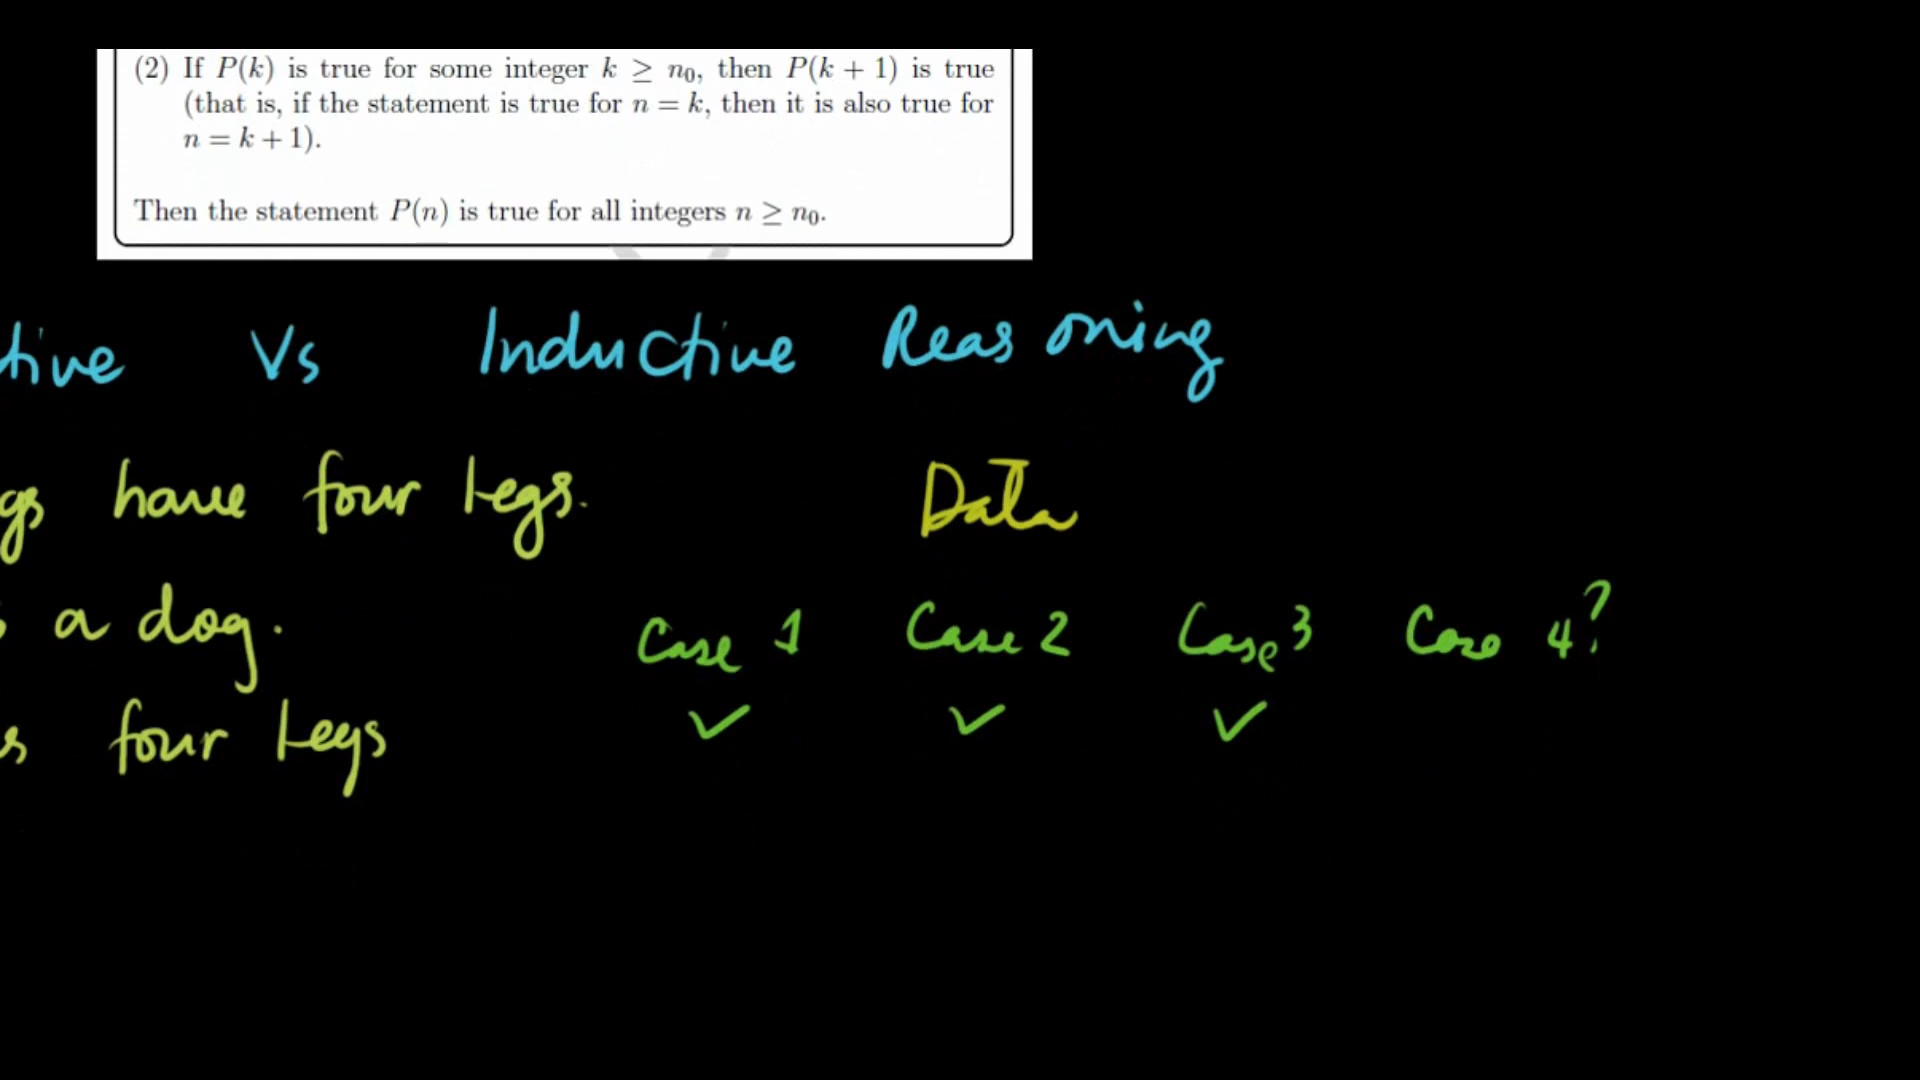 (2) If P(k) is true for some integer k ≥ n₀, then P(k + 1) is true
(that is, if the statement is true for n = k, then it is also true for
n = k + 1).
Then the statement P(n) is true for all integers n ≥ n₀.
tive Vs Inductive Reasoning
gs have four legs.
Data
s a dog.
Case 1 Case 2 Case 3 Case 4?
✓ ✓ ✓
s four legs